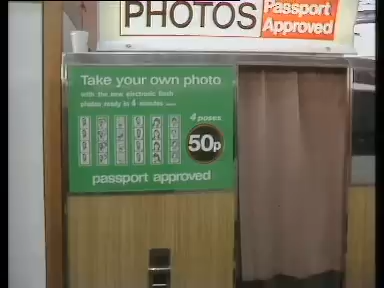 PHOTOS
Passport
Approved
Take your own photo
with the new electronic flash
photos ready in 4 minutes
4 poses
50p
passport approved